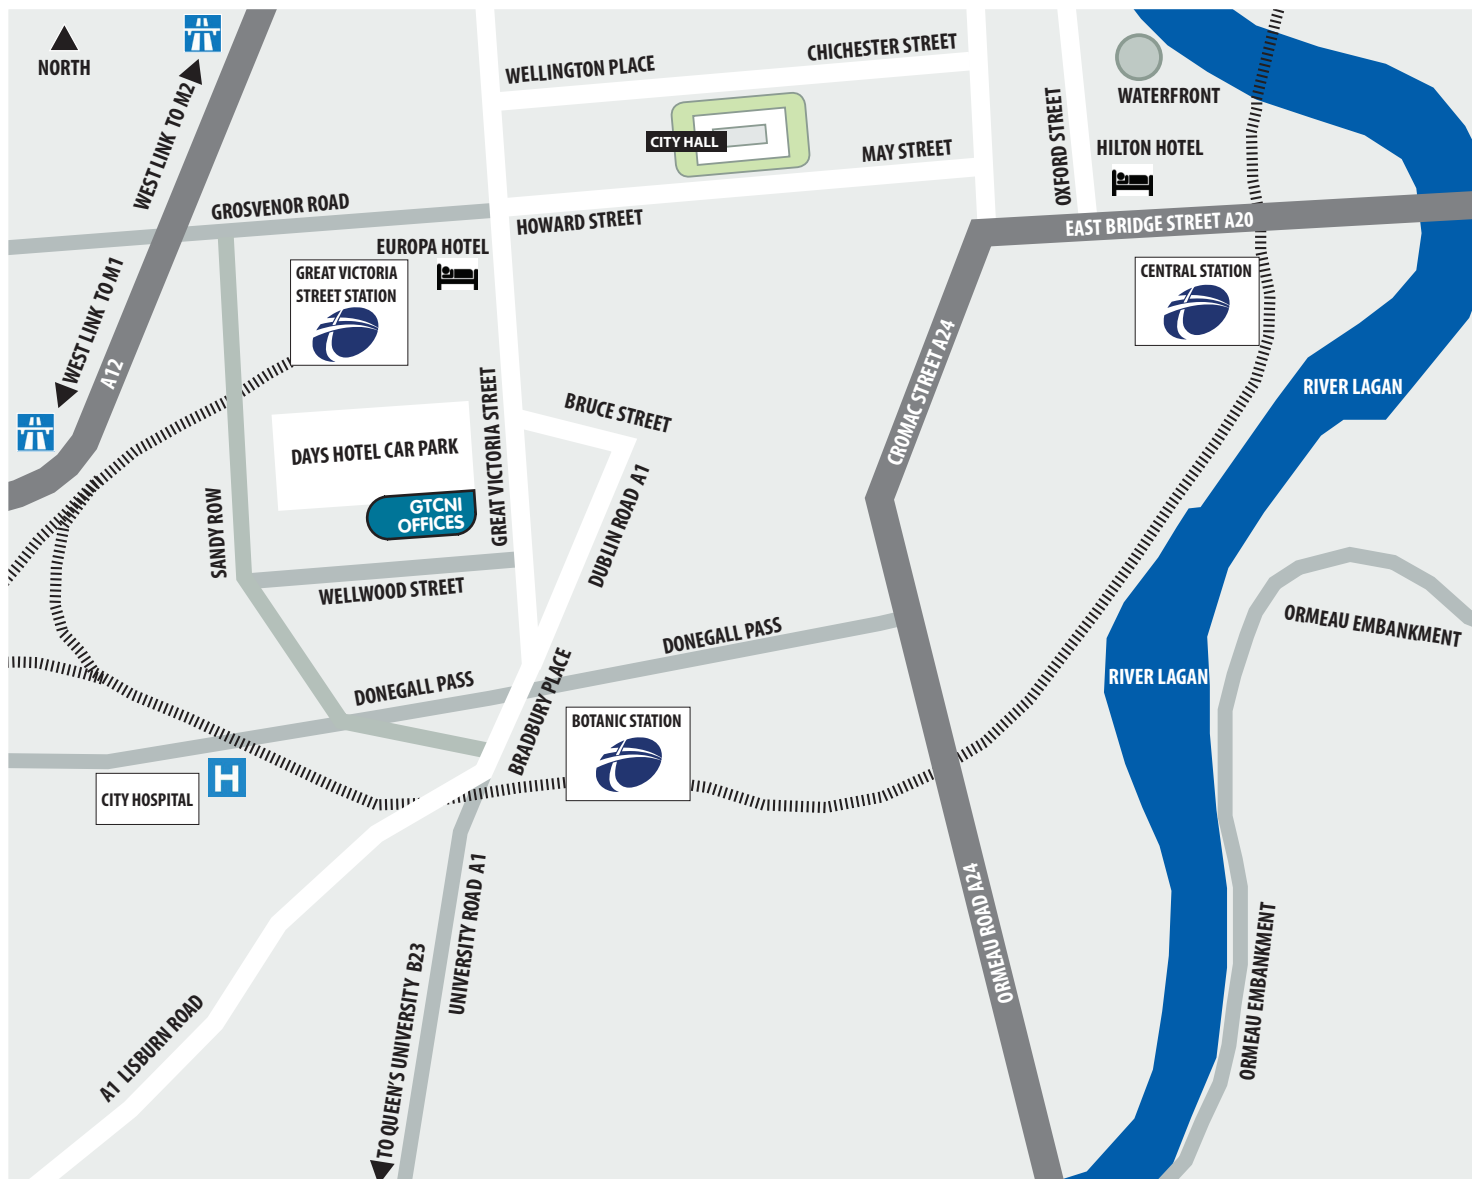 NORTH
WEST LINK TO M2
WELLINGTON PLACE
CHICHESTER STREET
WATERFRONT
CITY HALL
MAY STREET
OXFORD STREET
HILTON HOTEL
GROSVENOR ROAD
HOWARD STREET
EAST BRIDGE STREET A20
EUROPA HOTEL
GREAT VICTORIA
STREET STATION
CENTRAL STATION
WEST LINK TO M1
A12
CROMAC STREET A24
RIVER LAGAN
BRUCE STREET
GREAT VICTORIA STREET
DAYS HOTEL CAR PARK
GTCNI
OFFICES
SANDY ROW
DUBLIN ROAD A1
WELLWOOD STREET
DONEGALL PASS
ORMEAU EMBANKMENT
RIVER LAGAN
DONEGALL PASS
BRADBURY PLACE
BOTANIC STATION
H
CITY HOSPITAL
UNIVERSITY ROAD A1
ORMEAU ROAD A24
ORMEAU EMBANKMENT
A1 LISBURN ROAD
TO QUEEN'S UNIVERSITY B23